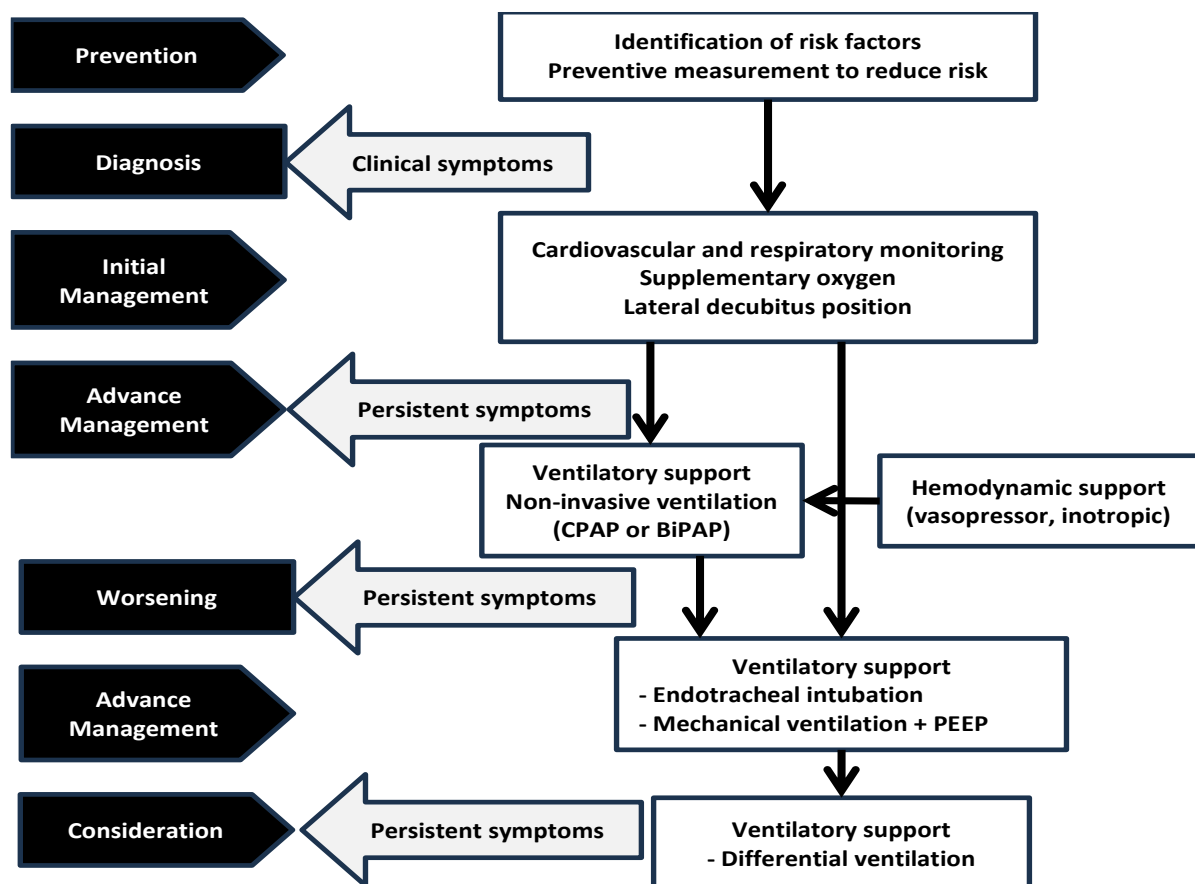 Prevention
Identification of risk factors
Preventive measurement to reduce risk
Diagnosis
Clinical symptoms
Initial
Management
Cardiovascular and respiratory monitoring
Supplementary oxygen
Lateral decubitus position
Advance
Management
Persistent symptoms
Ventilatory support
Non-invasive ventilation
(CPAP or BiPAP)
Hemodynamic support
(vasopressor, inotropic)
Worsening
Persistent symptoms
Advance
Management
Ventilatory support
- Endotracheal intubation
- Mechanical ventilation + PEEP
Consideration
Persistent symptoms
Ventilatory support
- Differential ventilation